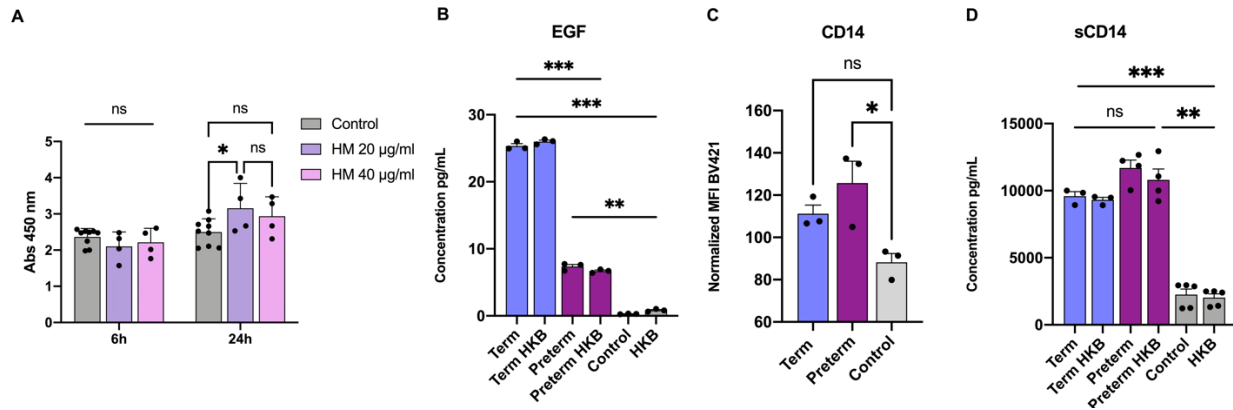 A
ns
ns
* ns
5
4
3
2
1
0
Abs 450 nm
6h
24h
Control
HM 20 µg/ml
HM 40 µg/ml
B
EGF
***
***
**
30
20
10
0
Concentration pg/mL
Term
Term HKB
Preterm
Preterm HKB
Control
HKB
C
CD14
ns
*
160
140
120
100
80
60
Normalized MFI BV421
Term
Preterm
Control
D
sCD14
***
ns **
15000
10000
5000
0
Concentration pg/mL
Term
Term HKB
Preterm
Preterm HKB
Control
HKB